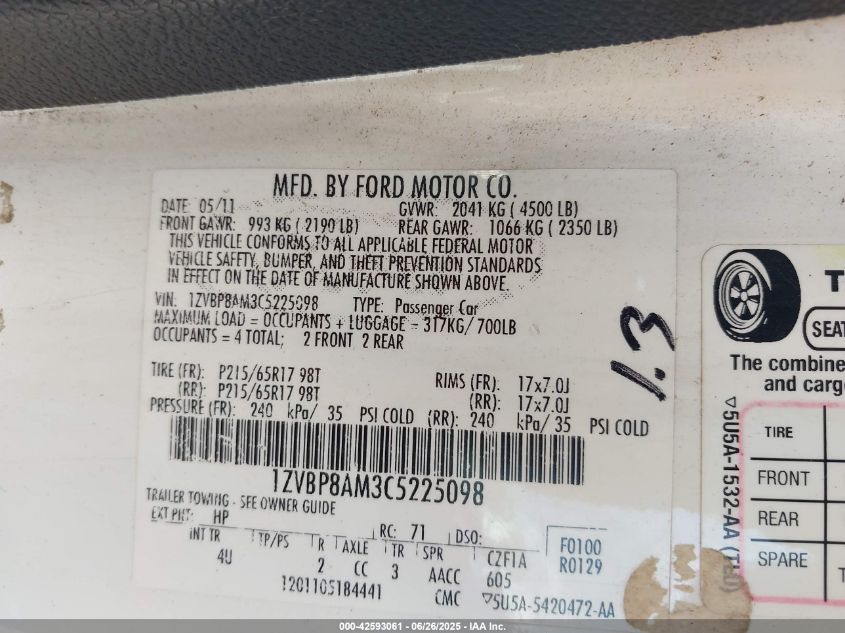 MFD. BY FORD MOTOR CO.
DATE: 05/11 GVWR: 2041 KG ( 4500 LB)
FRONT GAWR: 993 KG ( 2190 LB) REAR GAWR: 1066 KG ( 2350 LB)
THIS VEHICLE CONFORMS TO ALL APPLICABLE FEDERAL MOTOR
VEHICLE SAFETY, BUMPER, AND THEFT PREVENTION STANDARDS
IN EFFECT ON THE DATE OF MANUFACTURE SHOWN ABOVE.
VIN: 1ZVBP8AM3C5225098 TYPE: Passenger Car
MAXIMUM LOAD = OCCUPANTS + LUGGAGE = 317KG/ 700LB
OCCUPANTS = 4 TOTAL; 2 FRONT 2 REAR
TIRE (FR): P215/65R17 98T RIMS (FR): 17x7.0J
(RR): P215/65R17 98T (RR): 17x7.0J
PRESSURE (FR): 240 kPa/ 35 PSI COLD (RR): 240 kPa/ 35 PSI COLD
1ZVBP8AM3C5225098
TRAILER TOWING - SEE OWNER GUIDE
EXT PNT: HP RC: 71 DSO:
INT TR TP/PS R AXLE TR SPR CZF1A F0100
4U 2 CC 3 AACC 605 R0129
1201105184441 CMC ▽5U5A-5420472-AA
1.3
SEAT
The combine
and carg
TIRE
FRONT
REAR
SPARE
▽5U5A-1532-AA
000-42593061 - 06/26/2025 - IAA Inc.